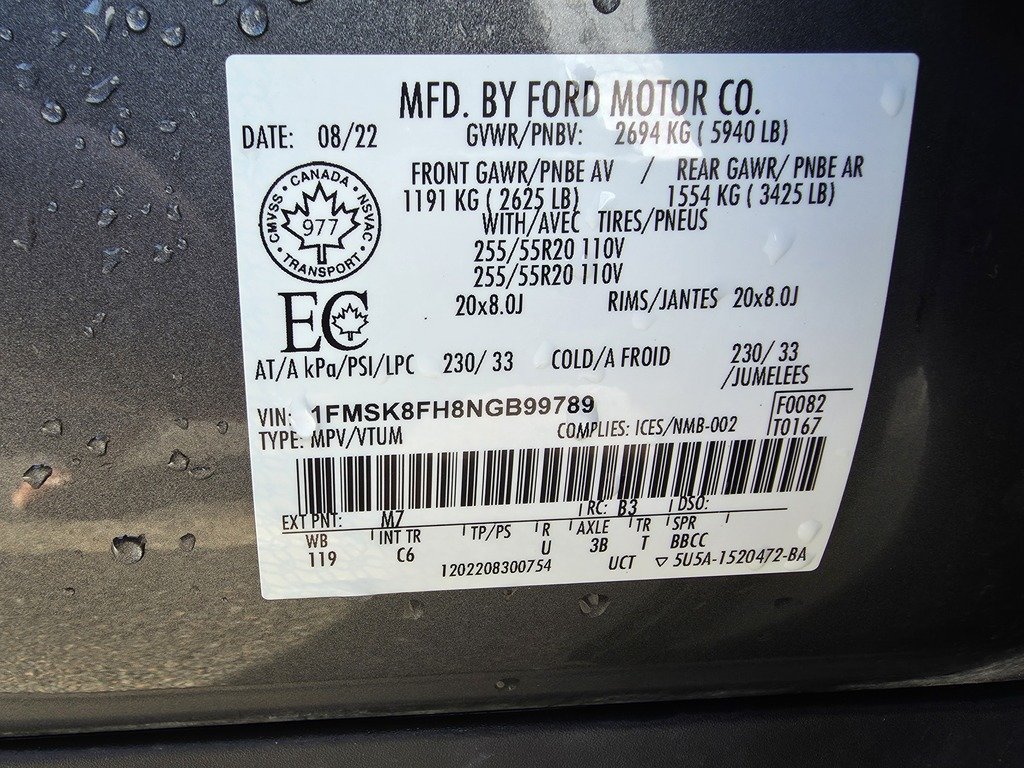 MFD. BY FORD MOTOR CO.
DATE: 08/22 GVWR/PNBV: 2694 KG ( 5940 LB)
FRONT GAWR/PNBE AV / REAR GAWR/ PNBE AR
1191 KG ( 2625 LB) 1554 KG ( 3425 LB)
WITH/AVEC TIRES/PNEUS
CMVSS · CANADA · NSVAC · TRANSPORT ·
977
255/55R20 110V
255/55R20 110V
EC
20x8.0J RIMS/JANTES 20x8.0J
AT/A kPa/PSI/LPC 230/ 33 COLD/A FROID 230/ 33
/JUMELEES
VIN: 1FMSK8FH8NGB99789 F0082
TYPE: MPV/VTUM COMPLIES: ICES/NMB-002 T0167
EXT PNT: M7 RC: B3 DSO:
WB INT TR TP/PS R AXLE TR SPR
119 C6 U 3B T BBCC
1202208300754 UCT ▽ 5U5A-1520472-BA